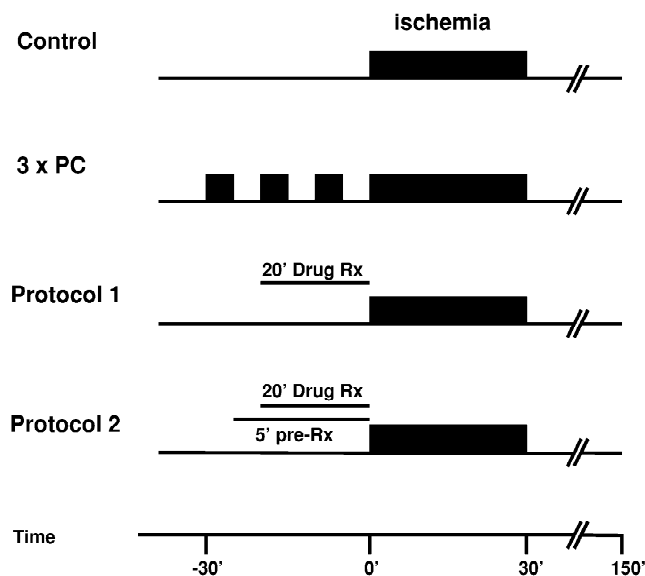 ischemia
Control
3 x PC
20’ Drug Rx
Protocol 1
20’ Drug Rx
Protocol 2
5’ pre-Rx
Time
-30’ 0’ 30’ 150’